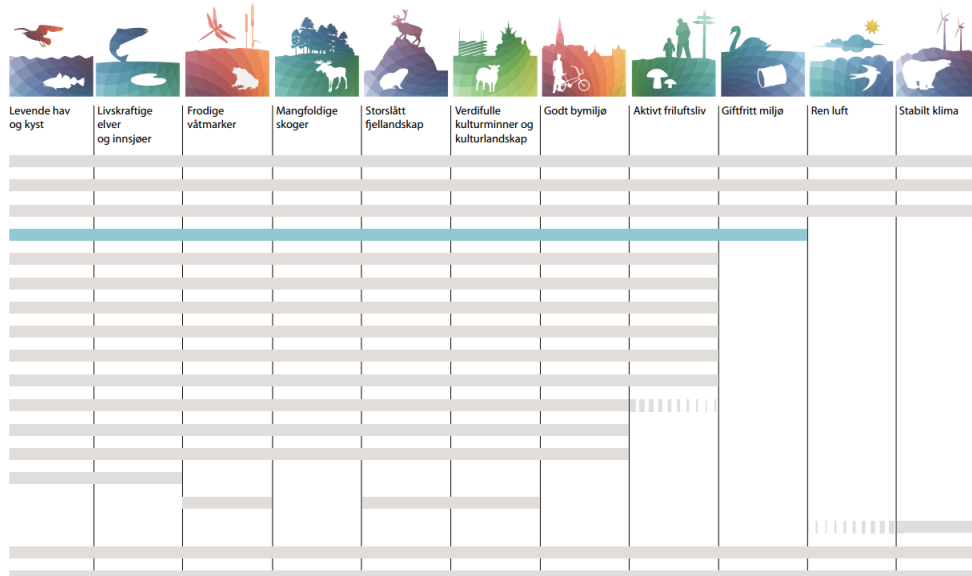 Levende hav
og kyst
Livskraftige
elver
og innsjøer
Frodige
våtmarker
Mangfoldige
skoger
Storslått
fjellandskap
Verdifulle
kulturminner og
kulturlandskap
Godt bymiljø
Aktivt friluftsliv
Giftfritt miljø
Ren luft
Stabilt klima